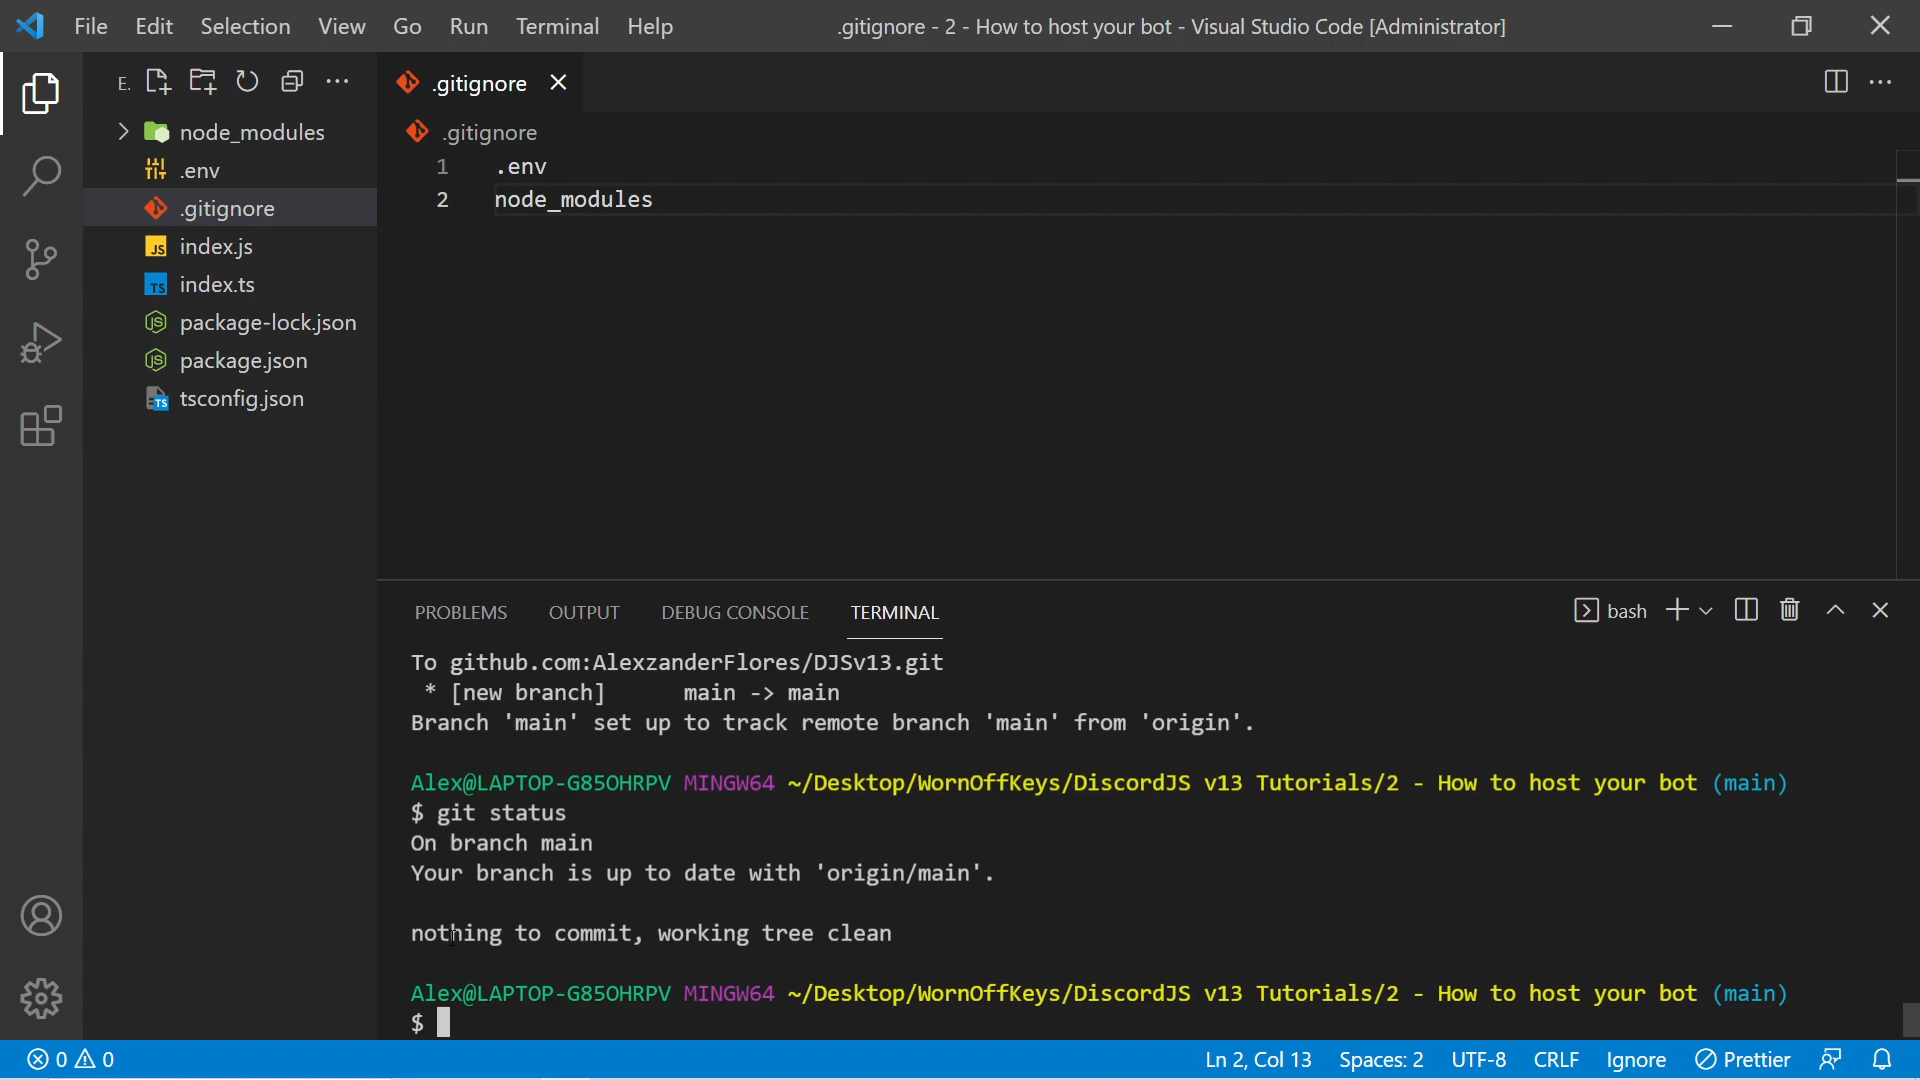 File Edit Selection View Go Run Terminal Help
.gitignore - 2 - How to host your bot - Visual Studio Code [Administrator]
E.
node_modules
.env
.gitignore
index.js
index.ts
package-lock.json
package.json
tsconfig.json
.gitignore
.gitignore
1 .env
2 node_modules
PROBLEMS OUTPUT DEBUG CONSOLE TERMINAL
bash
To github.com:AlexzanderFlores/DJSv13.git
* [new branch] main -> main
Branch 'main' set up to track remote branch 'main' from 'origin'.
Alex@LAPTOP-G85OHRPV MINGW64 ~/Desktop/WornOffKeys/DiscordJS v13 Tutorials/2 - How to host your bot (main)
$ git status
On branch main
Your branch is up to date with 'origin/main'.
nothing to commit, working tree clean
Alex@LAPTOP-G85OHRPV MINGW64 ~/Desktop/WornOffKeys/DiscordJS v13 Tutorials/2 - How to host your bot (main)
$
0 0
Ln 2, Col 13 Spaces: 2 UTF-8 CRLF Ignore Prettier